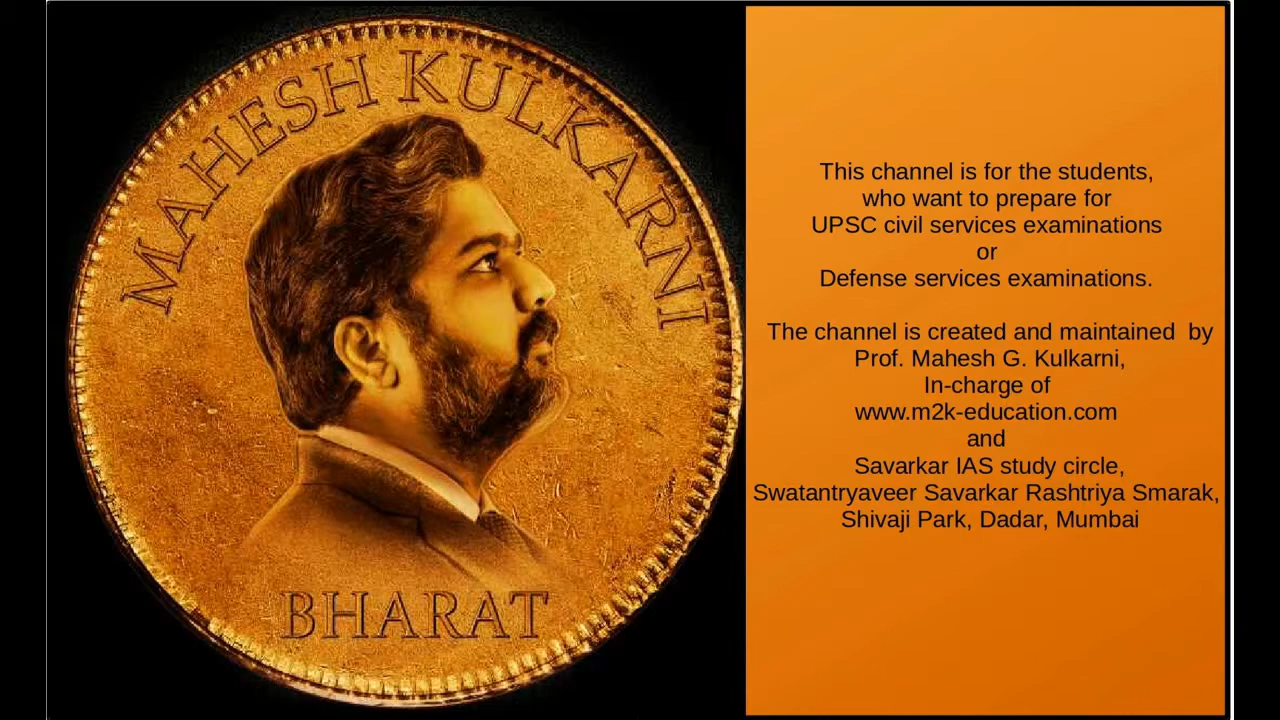 MAHESH KULKARNI
BHARAT
This channel is for the students,
who want to prepare for
UPSC civil services examinations
or
Defense services examinations.
The channel is created and maintained  by
Prof. Mahesh G. Kulkarni,
In-charge of
www.m2k-education.com
and
Savarkar IAS study circle,
Swatantryaveer Savarkar Rashtriya Smarak,
Shivaji Park, Dadar, Mumbai